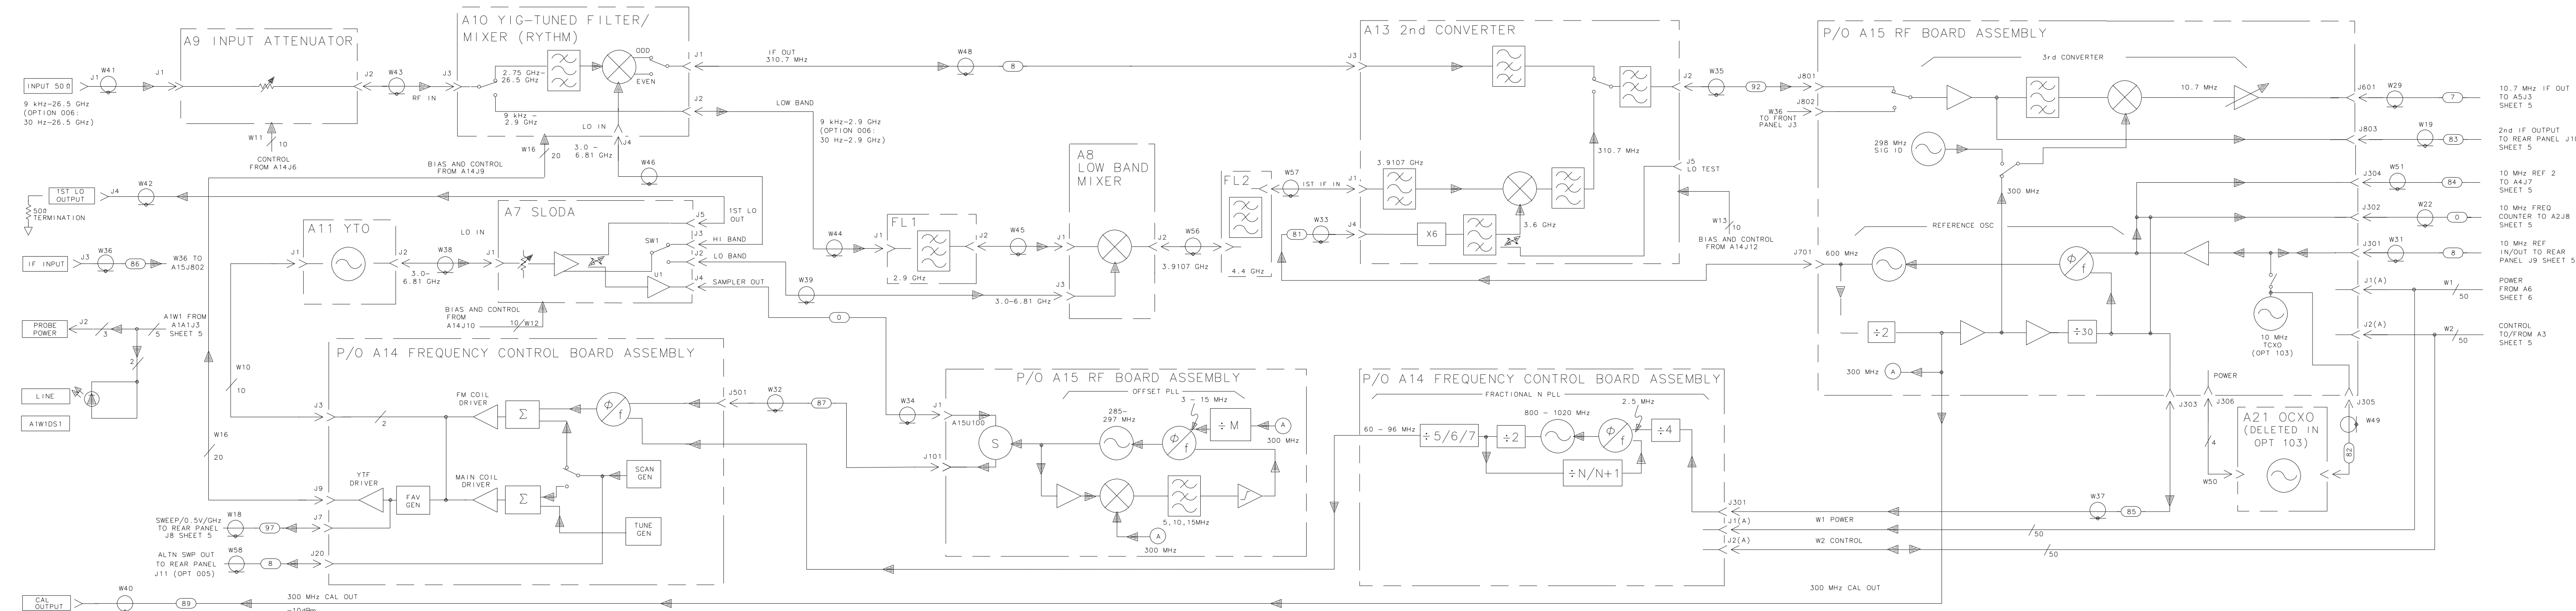 A9 INPUT ATTENUATOR
INPUT 50Ω
J1
W41
J1
9 kHz-26.5 GHz
(OPTION 006:
30 Hz-26.5 GHz)
W11
10
CONTROL
FROM A14J6
J2
W43
RF IN
J3
A10 YIG-TUNED FILTER/
MIXER (RYTHM)
2.75 GHz-
26.5 GHz
ODD
EVEN
9 kHz -
2.9 GHz
LO IN
J1
J2
J4
IF OUT
310.7 MHz
W48
8
LOW BAND
W16
20
3.0 -
6.81 GHz
BIAS AND CONTROL
FROM A14J9
W46
9 kHz-2.9 GHz
(OPTION 006:
30 Hz-2.9 GHz)
1ST LO
OUTPUT
J4
W42
50Ω
TERMINATION
IF INPUT
J3
W36
86
W36 TO
A15J802
A11 YTO
J1
J2
W38
3.0-
6.81 GHz
LO IN
J1
A7 SLODA
SW1
U1
J5
J3
J2
J4
1ST LO
OUT
HI BAND
LO BAND
SAMPLER OUT
BIAS AND CONTROL
FROM
A14J10
10
W12
W39
0
W44
J1
FL1
2.9 GHz
J2
W45
J1
A8
LOW BAND
MIXER
J3
3.0-6.81 GHz
J2
W56
3.9107 GHz
FL2
4.4 GHz
W57
1ST IF IN
J1
W33
81
J4
A13 2nd CONVERTER
J3
3.9107 GHz
X6
3.6 GHz
310.7 MHz
J2
J5
LO TEST
W13
10
BIAS AND CONTROL
FROM A14J12
W35
92
J801
J802
W36
TO FRONT
PANEL J3
J701
P/O A15 RF BOARD ASSEMBLY
3rd CONVERTER
10.7 MHz
298 MHz
SIG ID
300 MHz
REFERENCE OSC
600 MHz
Φ
f
÷2
÷30
300 MHz
A
10 MHz
TCXO
(OPT 103)
POWER
J601
W29
7
10.7 MHz IF OUT
TO A5J3
SHEET 5
J803
W19
83
2nd IF OUTPUT
TO REAR PANEL J10
SHEET 5
J304
W51
84
10 MHz REF 2
TO A4J7
SHEET 5
J302
W22
0
10 MHz FREQ
COUNTER TO A2J8
SHEET 5
J301
W31
8
10 MHz REF
IN/OUT TO REAR
PANEL J9 SHEET 5
J1(A)
W1
50
POWER
FROM A6
SHEET 6
J2(A)
W2
50
CONTROL
TO/FROM A3
SHEET 5
J303
J306
J305
W49
82
4
W50
A21 OCXO
(DELETED IN
OPT 103)
PROBE
POWER
J2
3
5
A1W1 FROM
A1A1J3
SHEET 5
2
LINE
A1W1DS1
W10
10
W16
20
P/O A14 FREQUENCY CONTROL BOARD ASSEMBLY
J3
2
FM COIL
DRIVER
Σ
Φ
f
J501
W32
87
J9
YTF
DRIVER
FAV
GEN
MAIN COIL
DRIVER
Σ
SCAN
GEN
TUNE
GEN
J7
J20
SWEEP/0.5V/GHz
TO REAR PANEL
J8 SHEET 5
W18
97
ALTN SWP OUT
TO REAR PANEL
J11 (OPT 005)
W58
8
W34
J1
J101
P/O A15 RF BOARD ASSEMBLY
OFFSET PLL
A15U100
S
285-
297 MHz
Φ
f
3 - 15 MHz
÷M
A
300 MHz
5,10,15MHz
A
300 MHz
P/O A14 FREQUENCY CONTROL BOARD ASSEMBLY
FRACTIONAL N PLL
60 - 96 MHz
÷5/6/7
÷2
800 - 1020 MHz
Φ
f
2.5 MHz
÷4
÷N/N+1
J301
J1(A)
J2(A)
W37
85
W1 POWER
50
W2 CONTROL
50
CAL
OUTPUT
W40
89
300 MHz CAL OUT
-10dBm
300 MHz CAL OUT